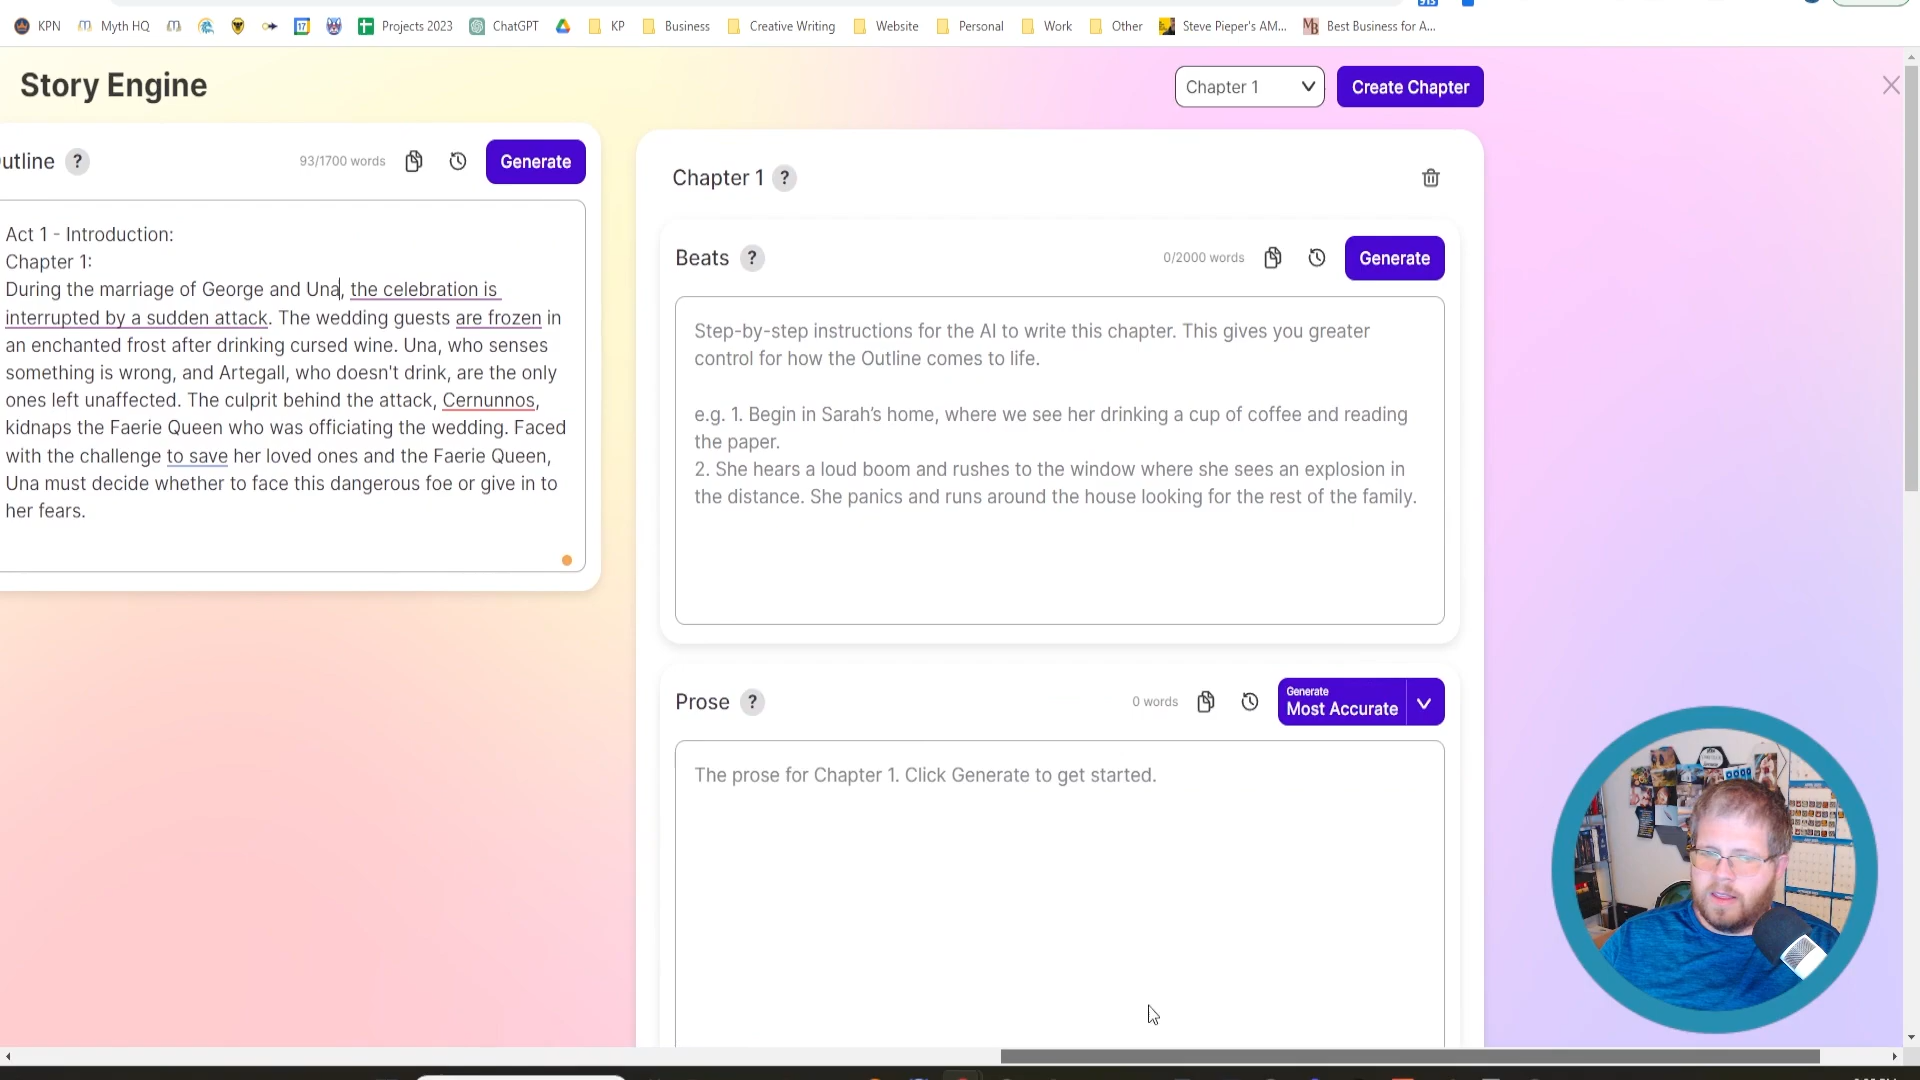 KPN Myth HQ 17 Projects 2023 ChatGPT KP Business Creative Writing Website Personal Work Other Steve Pieper's AM... MB Best Business for A...
Story Engine
Chapter 1
Create Chapter
utline ?
93/1700 words
Generate
Act 1 - Introduction:
Chapter 1:
During the marriage of George and Una, the celebration is
interrupted by a sudden attack. The wedding guests are frozen in
an enchanted frost after drinking cursed wine. Una, who senses
something is wrong, and Artegall, who doesn't drink, are the only
ones left unaffected. The culprit behind the attack, Cernunnos,
kidnaps the Faerie Queen who was officiating the wedding. Faced
with the challenge to save her loved ones and the Faerie Queen,
Una must decide whether to face this dangerous foe or give in to
her fears.
Chapter 1 ?
Beats ?
0/2000 words
Generate
Step-by-step instructions for the AI to write this chapter. This gives you greater
control for how the Outline comes to life.
e.g. 1. Begin in Sarah's home, where we see her drinking a cup of coffee and reading
the paper.
2. She hears a loud boom and rushes to the window where she sees an explosion in
the distance. She panics and runs around the house looking for the rest of the family.
Prose ?
0 words
Generate
Most Accurate
The prose for Chapter 1. Click Generate to get started.